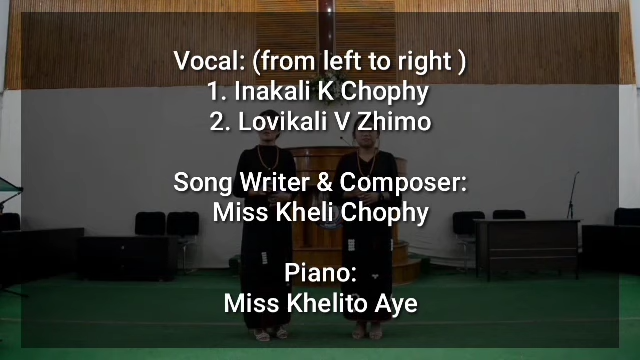 Vocal: (from left to right )
1. Inakali K Chophy
2. Lovikali V Zhimo
Song Writer & Composer:
Miss Kheli Chophy
Piano:
Miss Khelito Aye